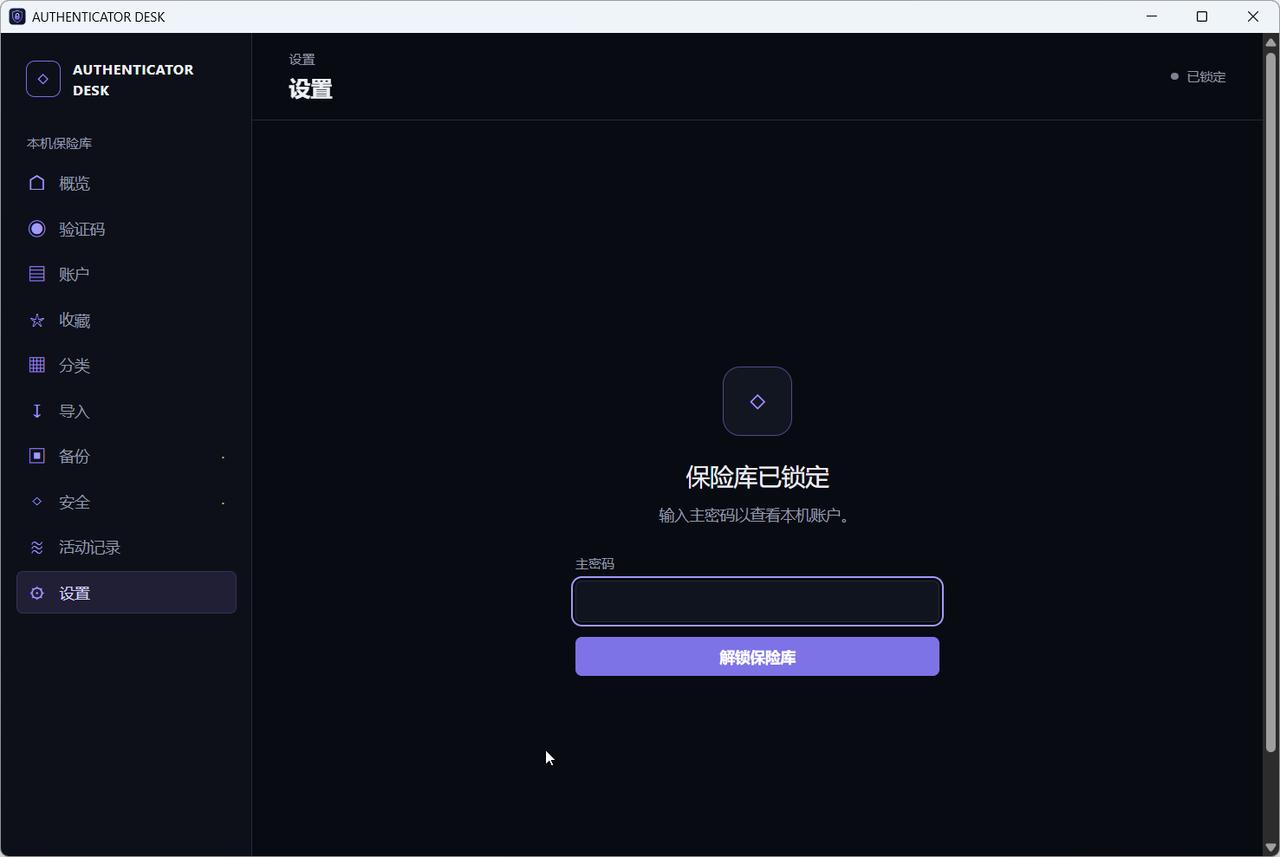 AUTHENTICATOR DESK
AUTHENTICATOR
DESK
本机保险库
概览
验证码
账户
收藏
分类
导入
备份
安全
活动记录
设置
设置
设置
已锁定
保险库已锁定
输入主密码以查看本机账户。
主密码
解锁保险库